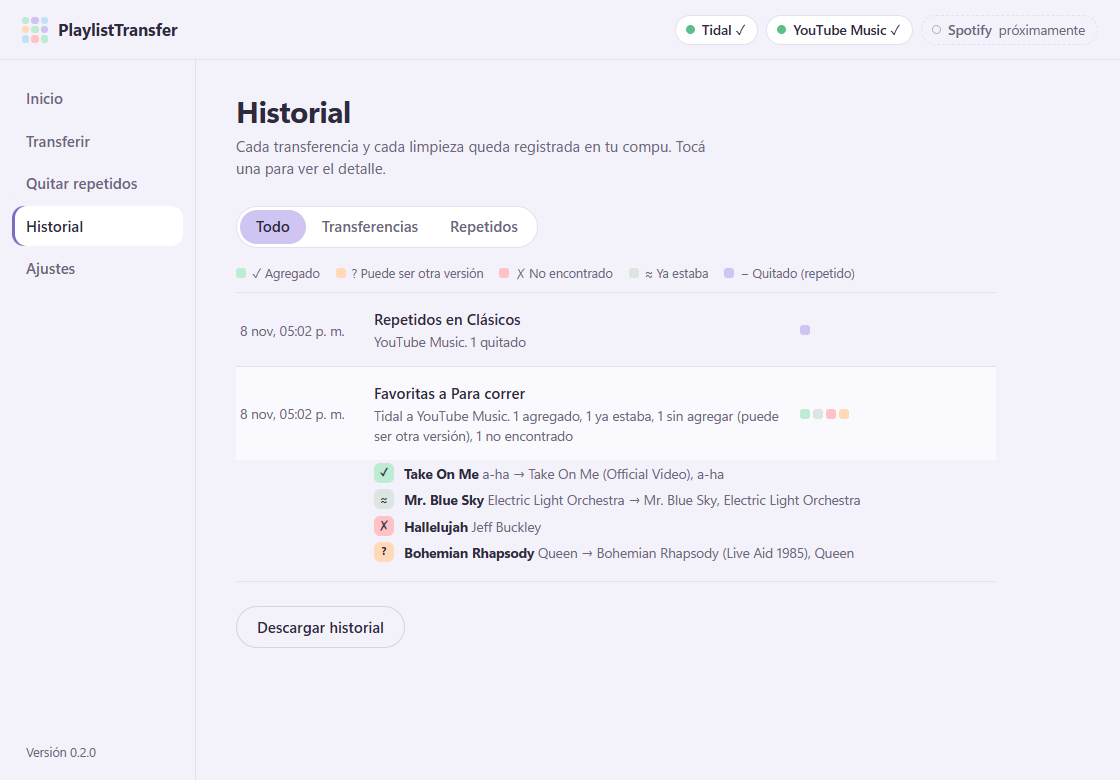 PlaylistTransfer
Tidal ✓
YouTube Music ✓
Spotify próximamente
Inicio
Transferir
Quitar repetidos
Historial
Ajustes
Versión 0.2.0
Historial
Cada transferencia y cada limpieza queda registrada en tu compu. Tocá
una para ver el detalle.
Todo
Transferencias
Repetidos
✓ Agregado
? Puede ser otra versión
✗ No encontrado
≈ Ya estaba
– Quitado (repetido)
8 nov, 05:02 p. m.
Repetidos en Clásicos
YouTube Music. 1 quitado
8 nov, 05:02 p. m.
Favoritas a Para correr
Tidal a YouTube Music. 1 agregado, 1 ya estaba, 1 sin agregar (puede
ser otra versión), 1 no encontrado
✓ Take On Me a-ha → Take On Me (Official Video), a-ha
≈ Mr. Blue Sky Electric Light Orchestra → Mr. Blue Sky, Electric Light Orchestra
✗ Hallelujah Jeff Buckley
? Bohemian Rhapsody Queen → Bohemian Rhapsody (Live Aid 1985), Queen
Descargar historial